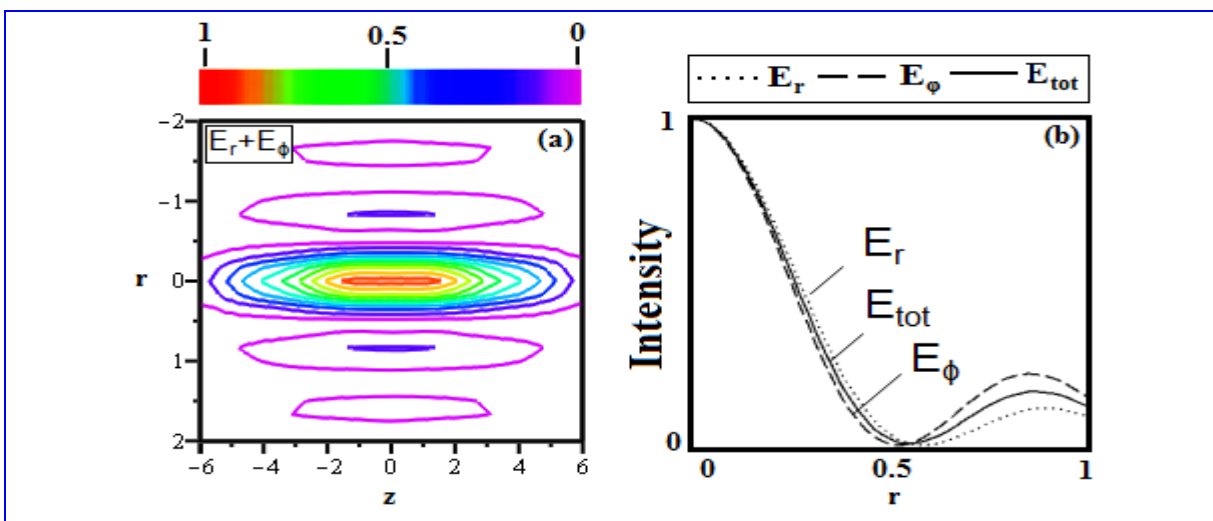 1 0.5 0
E_r+E_ϕ (a)
-2
-1
r 0
1
2
-6 -4 -2 0 2 4 6
z
E_r E_φ E_tot
1 (b)
Intensity
E_r
E_tot
E_ϕ
0
0 0.5 1
r